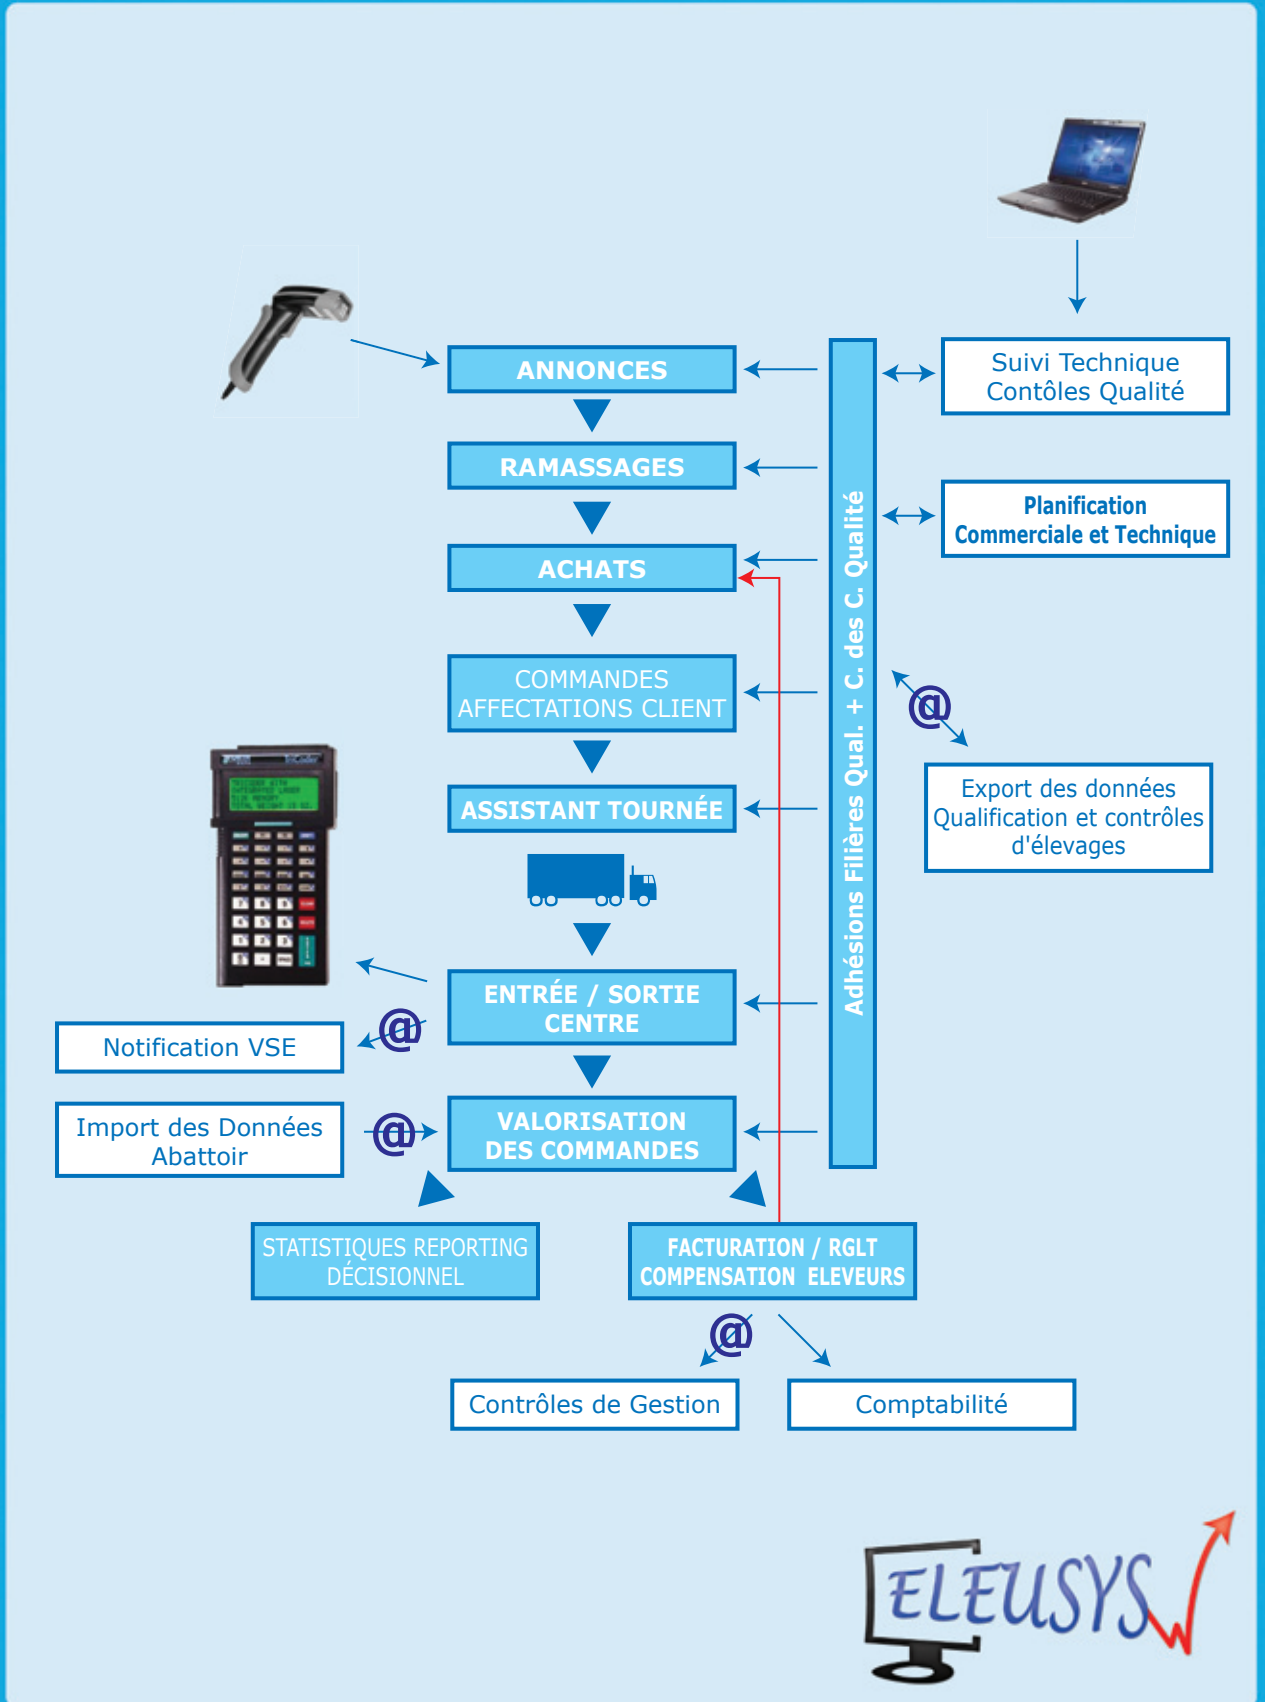 Suivi Technique
Contôles Qualité
ANNONCES
RAMASSAGES
Planification
Commerciale et Technique
ACHATS
Adhésions Filières Qual. + C. des C. Qualité
COMMANDES
AFFECTATIONS CLIENT
@
Export des données
Qualification et contrôles
d'élevages
ASSISTANT TOURNÉE
ENTRÉE / SORTIE
CENTRE
@
Notification VSE
Import des Données
Abattoir
@
VALORISATION
DES COMMANDES
STATISTIQUES REPORTING
DÉCISIONNEL
FACTURATION / RGLT
COMPENSATION ELEVEURS
@
Contrôles de Gestion
Comptabilité
ELEUSYS